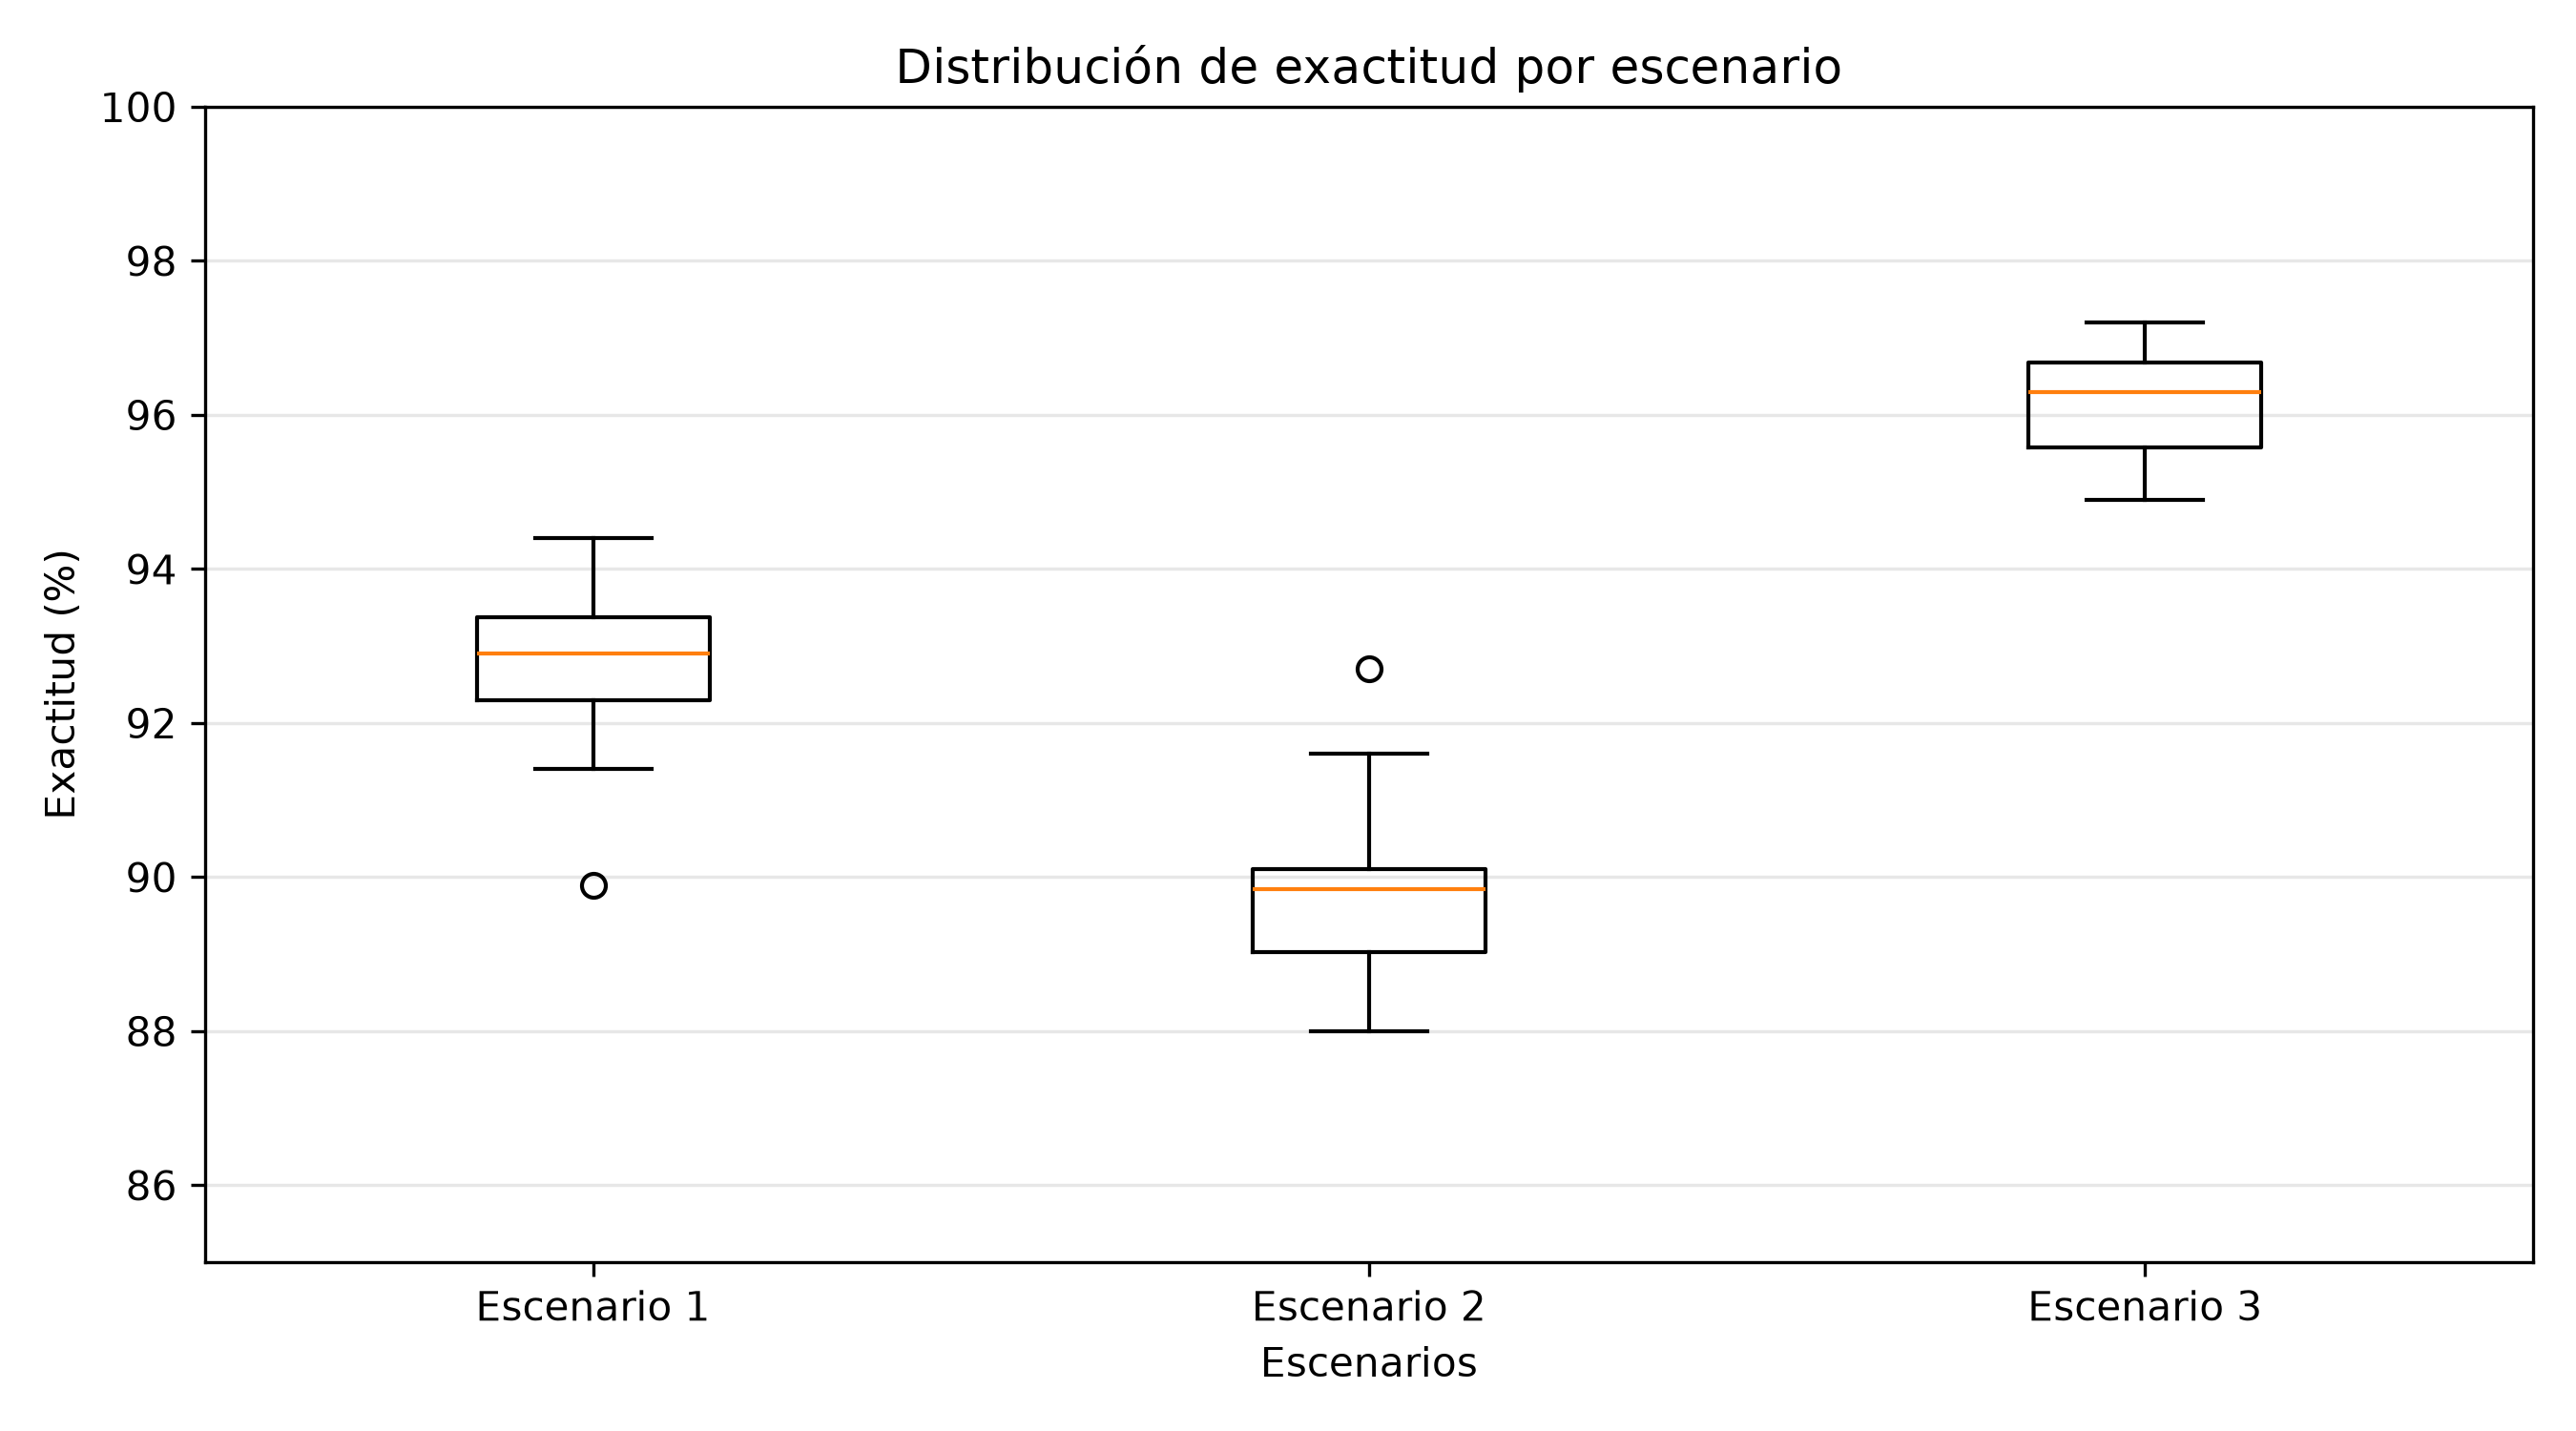 Distribución de exactitud por escenario
100
98
96
94
92
90
88
86
Exactitud (%)
Escenario 1
Escenario 2
Escenario 3
Escenarios